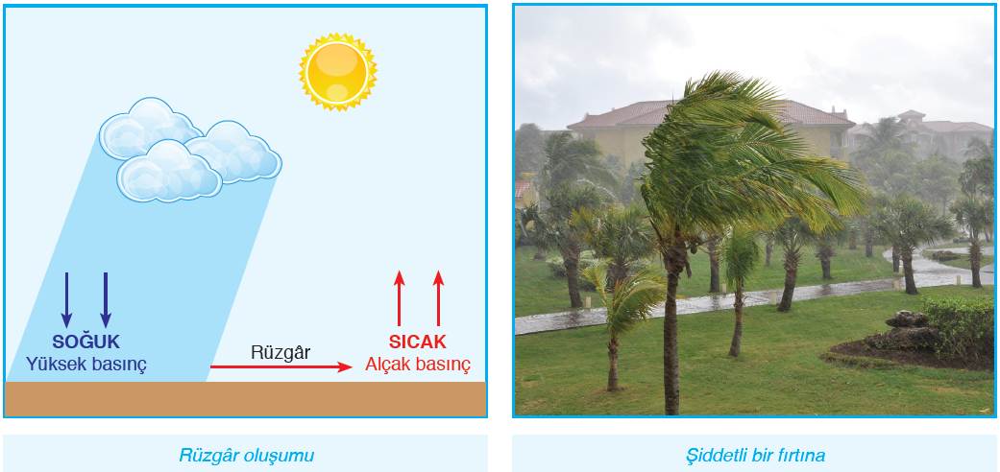 SOĞUK
Yüksek basınç
Rüzgâr
SICAK
Alçak basınç
Rüzgâr oluşumu
Şiddetli bir fırtına